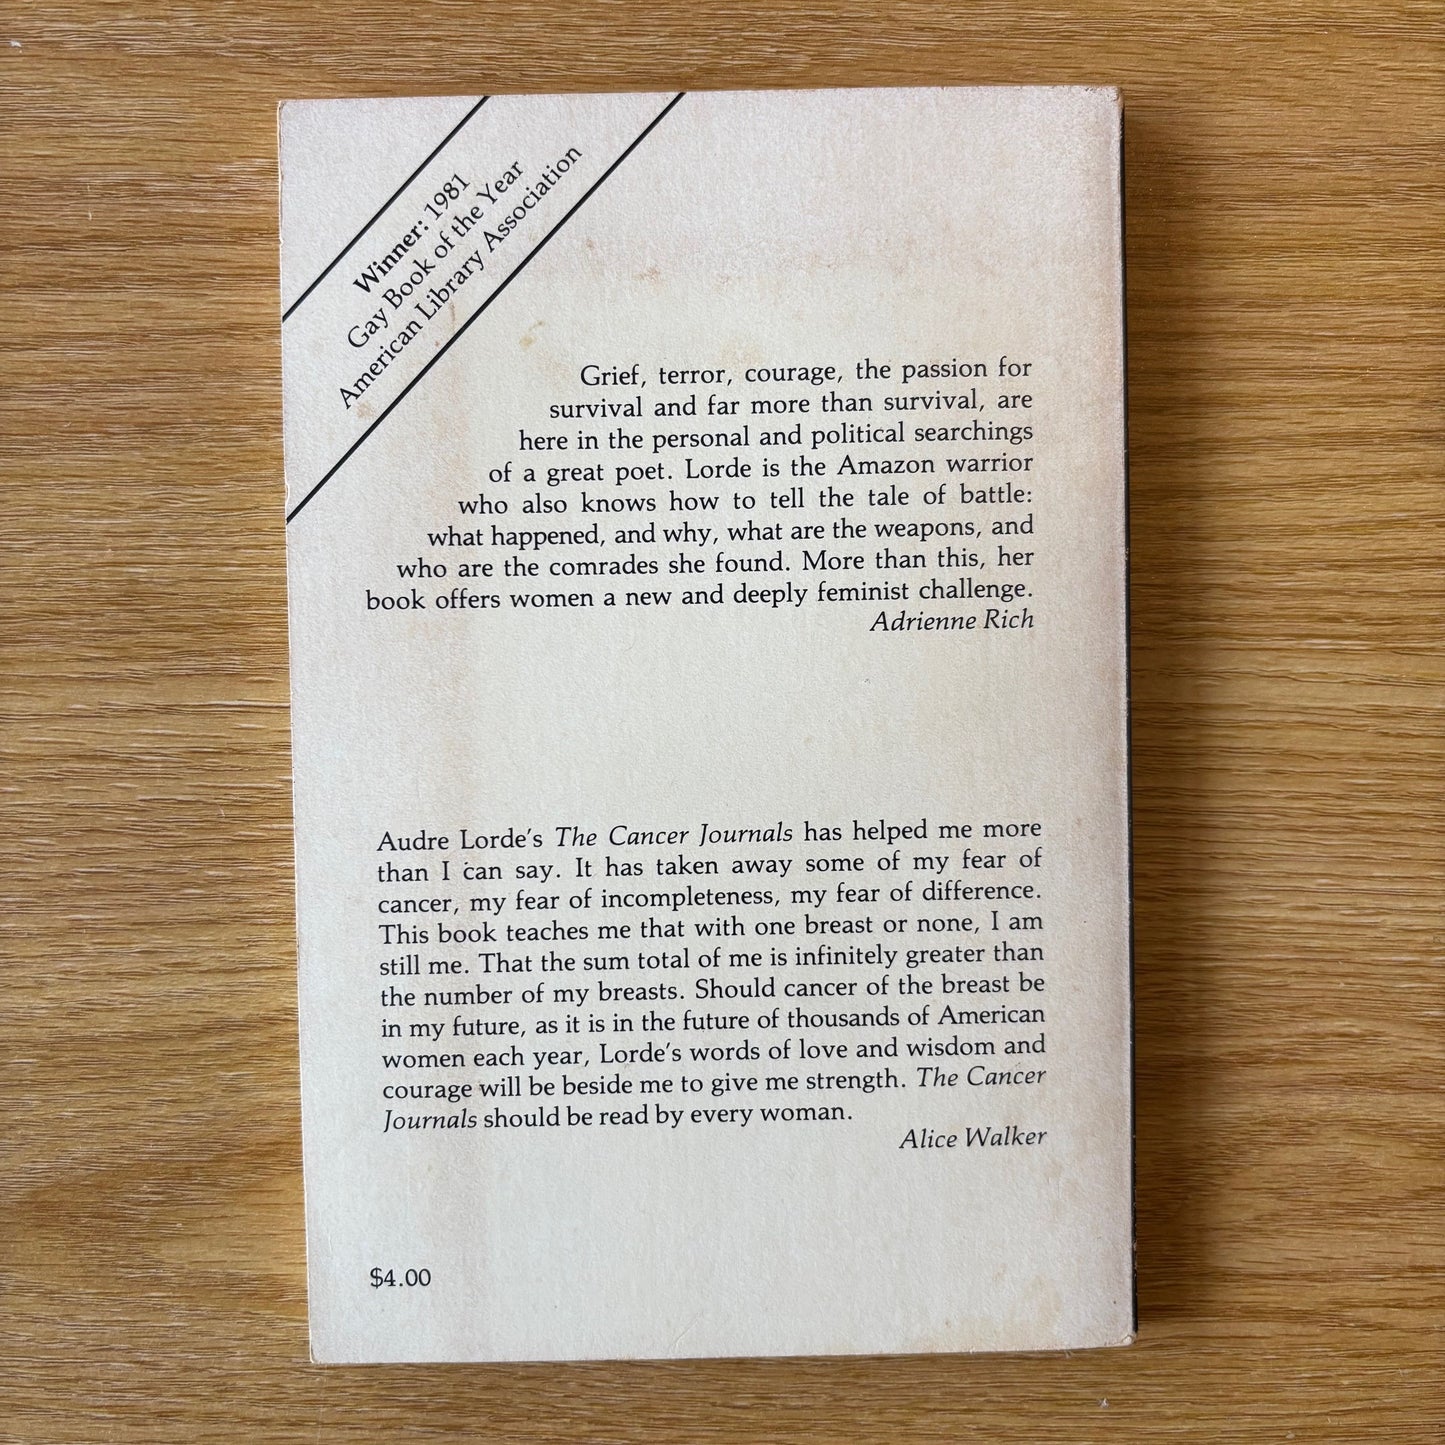 Winner: 1981
Gay Book of the Year
American Library Association
Grief, terror, courage, the passion for
survival and far more than survival, are
here in the personal and political searchings
of a great poet. Lorde is the Amazon warrior
who also knows how to tell the tale of battle:
what happened, and why, what are the weapons, and
who are the comrades she found. More than this, her
book offers women a new and deeply feminist challenge.
Adrienne Rich
Audre Lorde's The Cancer Journals has helped me more
than I can say. It has taken away some of my fear of
cancer, my fear of incompleteness, my fear of difference.
This book teaches me that with one breast or none, I am
still me. That the sum total of me is infinitely greater than
the number of my breasts. Should cancer of the breast be
in my future, as it is in the future of thousands of American
women each year, Lorde's words of love and wisdom and
courage will be beside me to give me strength. The Cancer
Journals should be read by every woman.
Alice Walker
$4.00